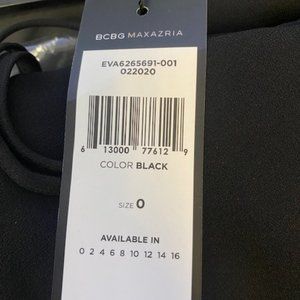 BCBG MAXAZRIA
EVA6265691-001
022020
6 13000 77612 9
COLOR BLACK
SIZE 0
AVAILABLE IN
0 2 4 6 8 10 12 14 16